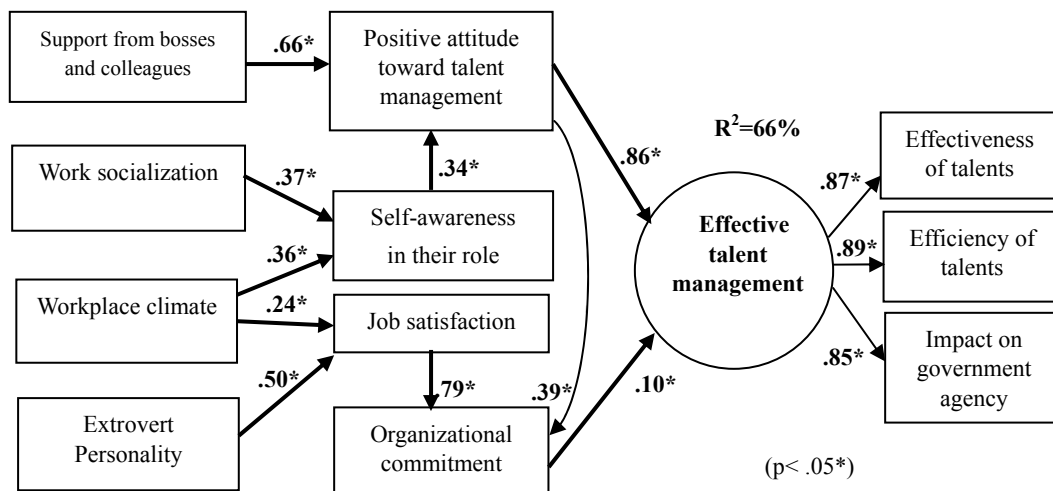 Support from bosses
and colleagues
.66*
Positive attitude
toward talent
management
R²=66%
Effectiveness
of talents
.86*
.87*
Work socialization
.37*
.34*
Self-awareness
in their role
Effective
talent
management
.89*
Efficiency of
talents
.36*
Workplace climate
.24*
Job satisfaction
.85*
Impact on
government
agency
.50*
.79*
.39*
.10*
Extrovert
Personality
Organizational
commitment
(p< .05*)